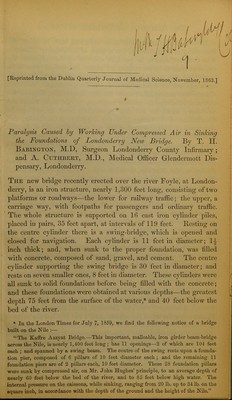 [Reprinted from the Dublin Quarterly Journal of Medical Science, November, 1863.]
Paralysis Caused by Working Under Compressed Air in Sinking
the Foundations of Londonderry New Bridge. By T. H.
Babington, M.D., Surgeon Londonderry County Infirmary;
and A. Cuthbert, M.D., Medical Officer Glendermott Dis-
pensary, Londonderry.
The new bridge recently erected over the river Foyle, at London-
derry, is an iron structure, nearly 1,300 feet long, consisting of two
platforms or roadways—the lower for railway traffic; the upper, a
carriage way, with footpaths for passengers and ordinary traffic.
The whole structure is supported on 16 cast iron cylinder piles,
placed in pairs, 35 feet apart, at intervals of 119 feet. Resting on
the centre cylinder there is a swing-bridge, which is opened and
closed for navigation. Each cylinder is 11 feet in diameter; 1½
inch thick; and, when sunk to the proper foundation, was filled
with concrete, composed of sand, gravel, and cement. The centre
cylinder supporting the swing bridge is 30 feet in diameter; and
rests on seven smaller ones, 8 feet in diameter. These cylinders were
all sunk to solid foundations before being filled with the concrete;
and these foundations were obtained at various depths—the greatest
depth 75 feet from the surface of the water,* and 40 feet below the
bed of the river.
* In the London Times for July 7, 1863, we find the following notice of a bridge
built on the Nile:—
"The Kaffre Azzayat Bridge.—This important, malleable, iron girder beam-bridge
across the Nile, is nearly 1,600 feet long; has 11 openings—8 of which are 104 feet
each; and spanned by a swing beam. The centre of the swing rests upon a founda-
tion pier, composed of 6 pillars of 10 feet diameter each; and the remaining 11
foundation piers are of 2 pillars each, 10 feet diameter. These 28 foundation pillars
were sunk by compressed air, on Mr. John Hughes' principle, to an average depth of
nearly 60 feet below the bed of the river, and to 85 feet below high water. The
internal pressure on the caissons, while sinking, ranged from 20 lb. up to 34 lb. on the
square inch, in accordance with the depth of the ground and the height of the Nile."